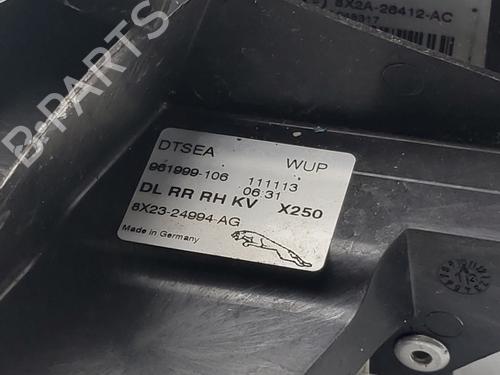 8X2A-26412-AC
DTSEA WUP
961999-106 111113
06:31
DL RR RH KV X250
8X23-24994-AG
Made in Germany
B-PARTS